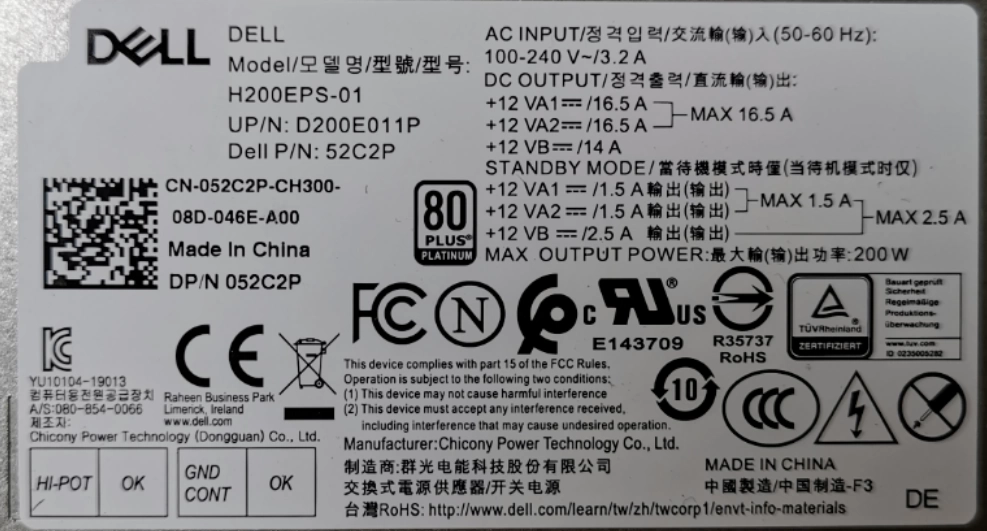 DELL
DELL
Model/모델명/型號/型号:
H200EPS-01
UP/N: D200E011P
Dell P/N: 52C2P
AC INPUT/정격입력/交流輸(输)入(50-60 Hz):
100-240 V~/3.2 A
DC OUTPUT/정격출력/直流輸(输)出:
+12 VA1⎓/16.5 A
+12 VA2⎓/16.5 A
MAX 16.5 A
+12 VB⎓/14 A
STANDBY MODE/當待機模式時僅(当待机模式时仅)
+12 VA1⎓/1.5 A輸出(输出)
+12 VA2⎓/1.5 A輸出(输出)
MAX 1.5 A
+12 VB⎓/2.5 A 輸出(输出)
MAX 2.5 A
MAX OUTPUT POWER:最大輸(输)出功率:200 W
CN-052C2P-CH300-
08D-046E-A00
Made In China
DP/N 052C2P
80
PLUS®
PLATINUM
FC
N
c RU® US
E143709
R35737
RoHS
TÜVRheinland®
ZERTIFIZIERT
Bauart geprüft
Sicherheit
Regelmäßige
Produktions-
überwachung
www.tuv.com
ID 0235005282
YU10104-19013
컴퓨터용전원공급장치
A/S:080-854-0066
제조자:
Chicony Power Technology (Dongguan) Co., Ltd.
CE
Raheen Business Park
Limerick, Ireland
www.dell.com
This device complies with part 15 of the FCC Rules.
Operation is subject to the following two conditions:
(1) This device may not cause harmful interference
(2) This device must accept any interference received,
including interference that may cause undesired operation.
10
CCC
Manufacturer:Chicony Power Technology Co., Ltd.
制造商:群光电能科技股份有限公司
交換式電源供應器/开关电源
台灣RoHS: http://www.dell.com/learn/tw/zh/twcorp1/envt-info-materials
MADE IN CHINA
中國製造/中国制造-F3
DE
HI-POT
OK
GND
CONT
OK